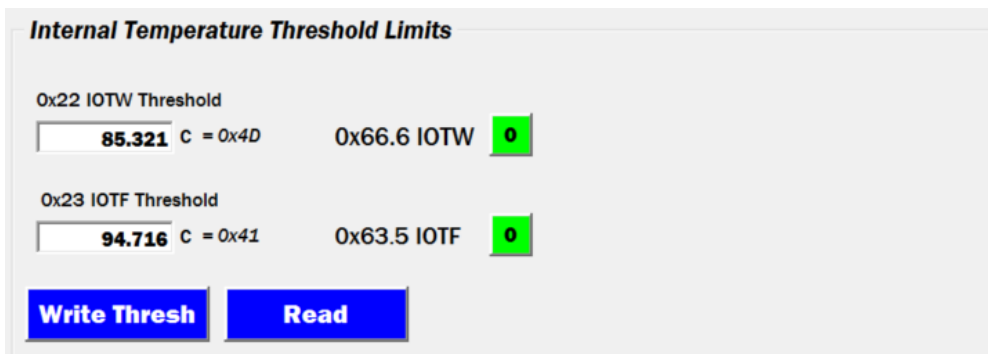 Internal Temperature Threshold Limits
0x22 IOTW Threshold
85.321 C = 0x4D 0x66.6 IOTW 0
0x23 IOTF Threshold
94.716 C = 0x41 0x63.5 IOTF 0
Write Thresh Read